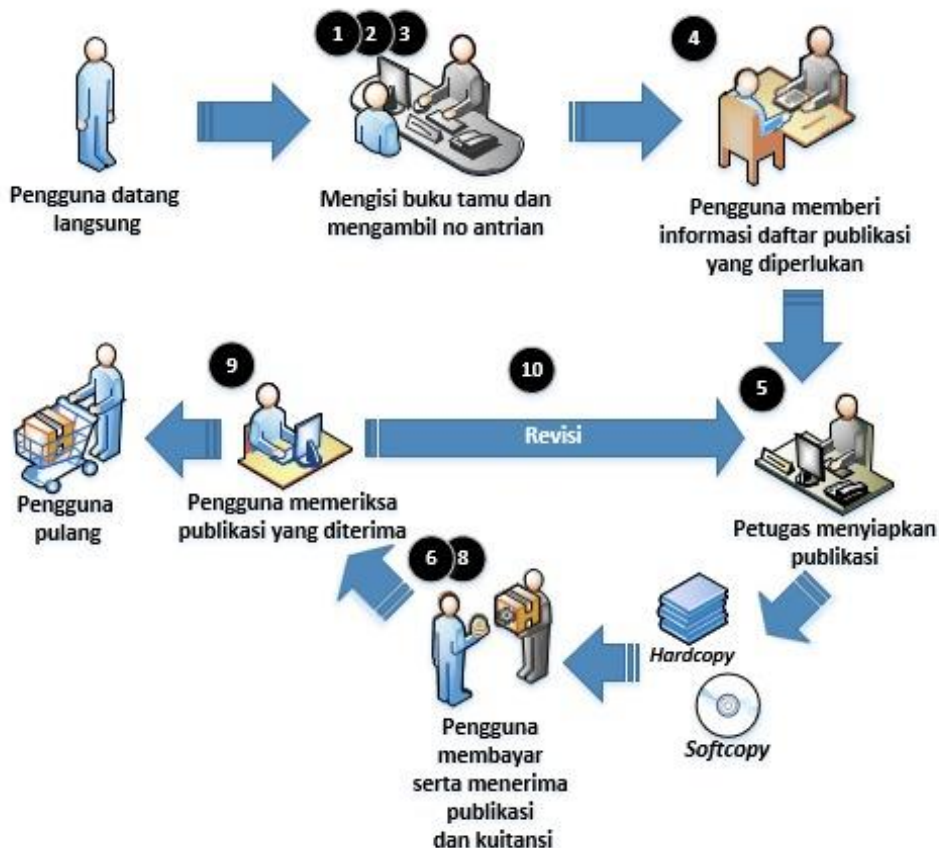 1 2 3
4
Pengguna datang
langsung
Mengisi buku tamu dan
mengambil no antrian
Pengguna memberi
informasi daftar publikasi
yang diperlukan
9
10
5
Revisi
Pengguna
pulang
Pengguna memeriksa
publikasi yang diterima
Petugas menyiapkan
publikasi
6 8
Hardcopy
Softcopy
Pengguna
membayar
serta menerima
publikasi
dan kuitansi